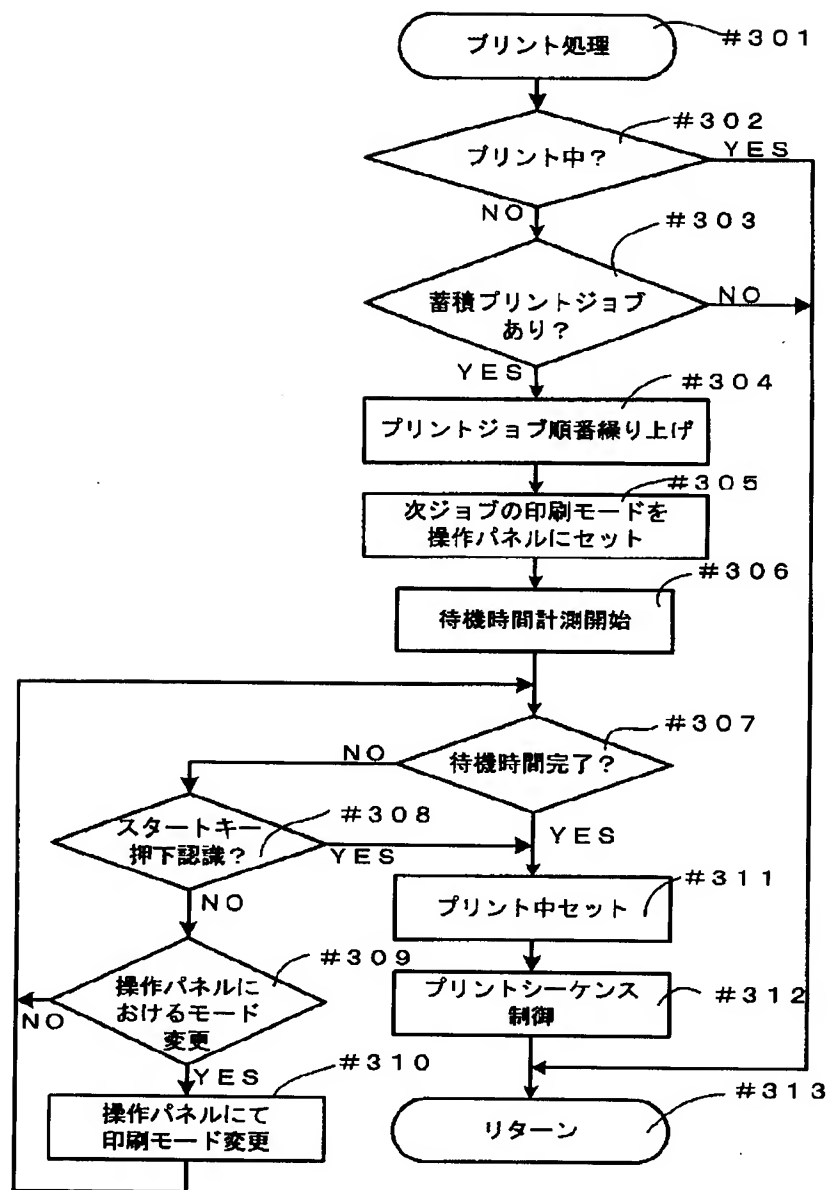 プリント処理
#301
#302
プリント中?
YES
NO
#303
蓄積プリントジョブ
あり?
NO
YES
#304
プリントジョブ順番繰り上げ
#305
次ジョブの印刷モードを
操作パネルにセット
#306
待機時間計測開始
#307
待機時間完了?
NO
YES
#308
スタートキー
押下認識?
YES
NO
#311
プリント中セット
#309
操作パネルに
おけるモード
変更
NO
YES
#312
プリントシーケンス
制御
#310
操作パネルにて
印刷モード変更
#313
リターン